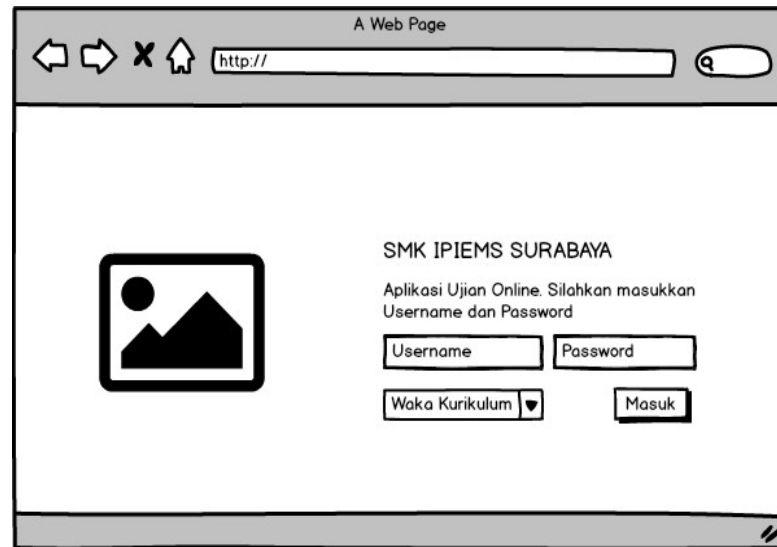 A Web Page
http://
SMK IPIEMS SURABAYA
Aplikasi Ujian Online. Silahkan masukkan
Username dan Password
Username
Password
Waka Kurikulum
Masuk